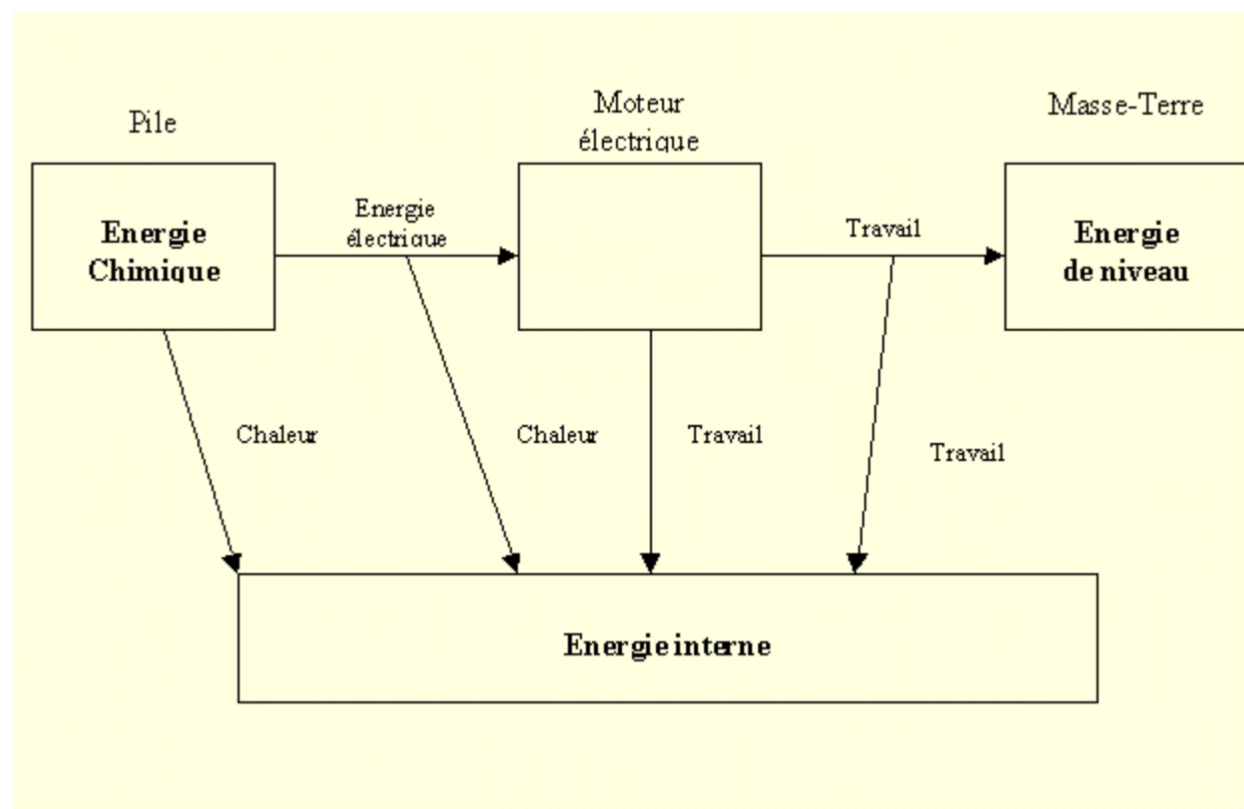 Pile
Moteur
électrique
Masse-Terre
Energie
Chimique
Energie
électrique
Travail
Energie
de niveau
Chaleur
Chaleur
Travail
Travail
Energie interne